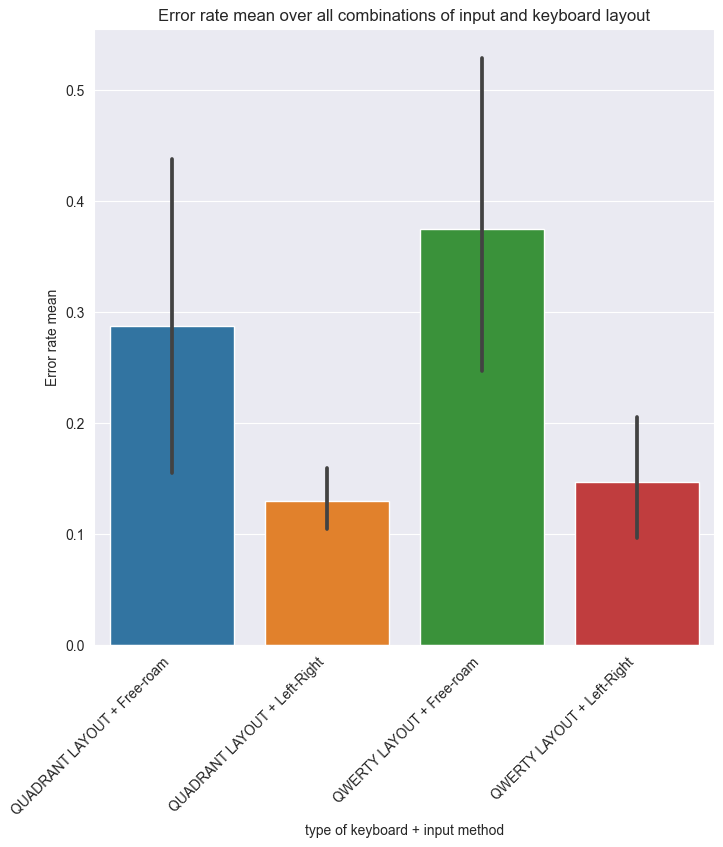 Error rate mean over all combinations of input and keyboard layout
Error rate mean
0.5
0.4
0.3
0.2
0.1
0.0
QUADRANT LAYOUT + Free-roam
QUADRANT LAYOUT + Left-Right
QWERTY LAYOUT + Free-roam
QWERTY LAYOUT + Left-Right
type of keyboard + input method